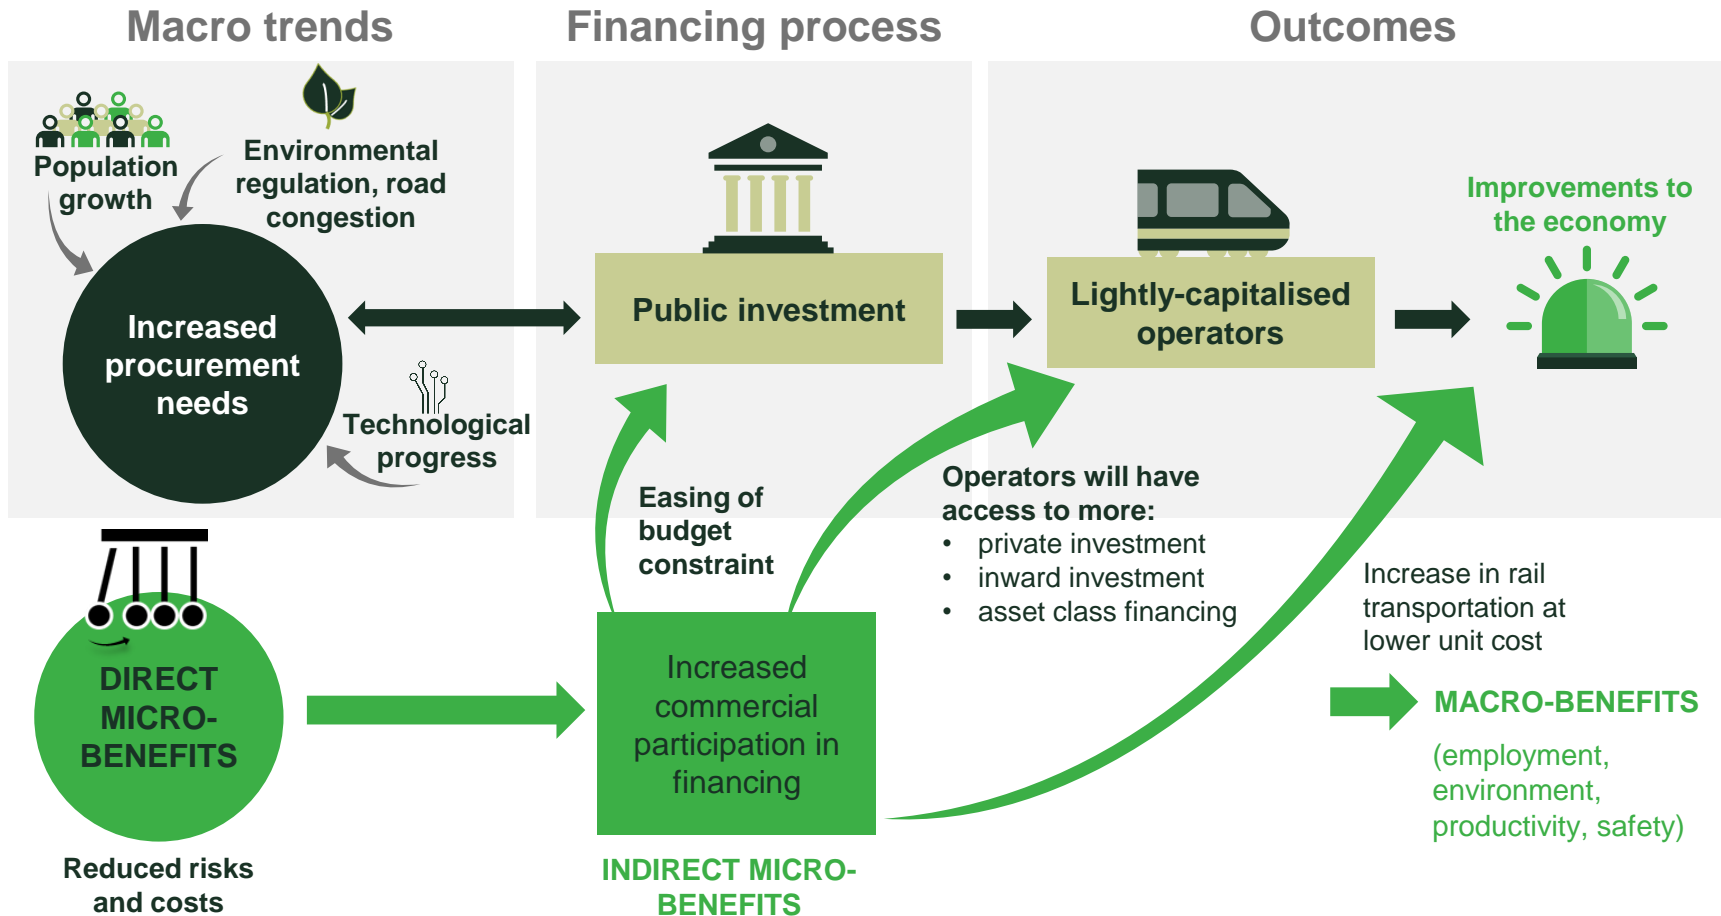 Macro trends
Financing process
Outcomes
Population
growth
Environmental
regulation, road
congestion
Increased
procurement
needs
Technological
progress
Public investment
Lightly-capitalised
operators
Improvements to
the economy
Easing of
budget
constraint
Operators will have
access to more:
• private investment
• inward investment
• asset class financing
Increase in rail
transportation at
lower unit cost
DIRECT
MICRO-
BENEFITS
Reduced risks
and costs
Increased
commercial
participation in
financing
INDIRECT MICRO-
BENEFITS
MACRO-BENEFITS
(employment,
environment,
productivity, safety)